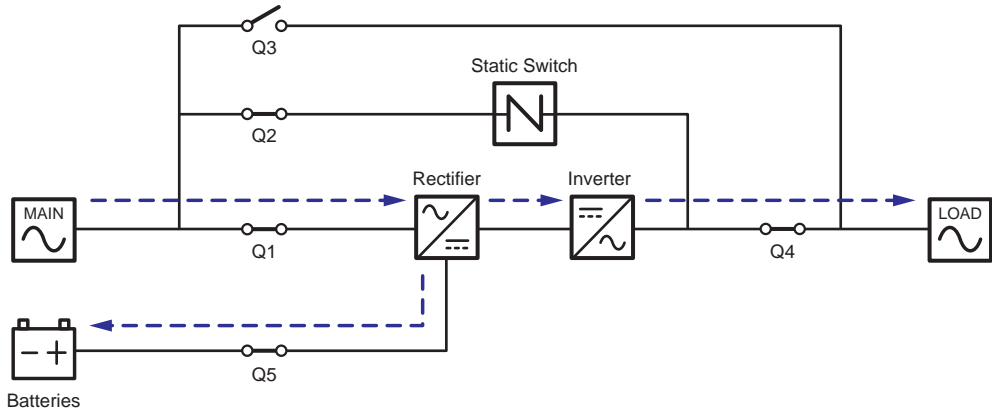 Q3
Static Switch
Q2
Rectifier
Inverter
MAIN
LOAD
Q1
Q4
Q5
Batteries